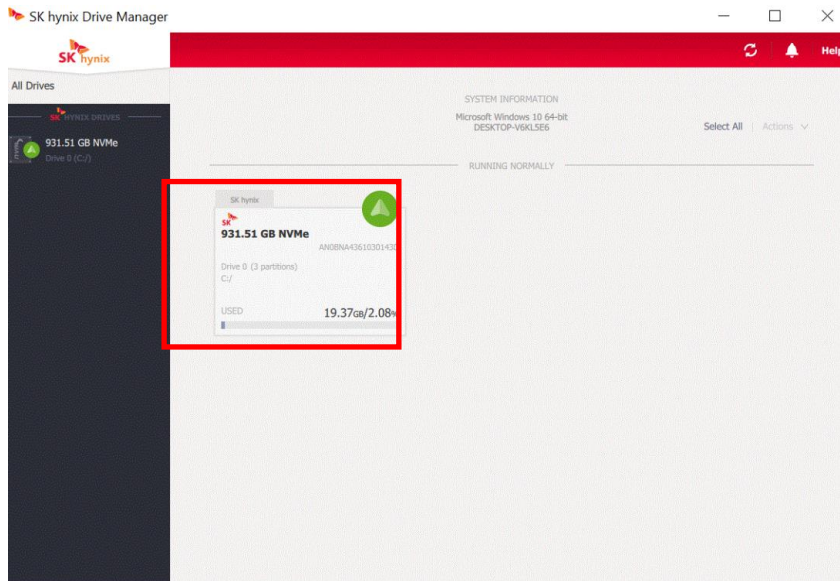 SK hynix Drive Manager
SK hynix
Help
All Drives
SK HYNIX DRIVES
931.51 GB NVMe
Drive 0 (C:/)
SYSTEM INFORMATION
Microsoft Windows 10 64-bit
DESKTOP-V6KL5E6
Select All | Actions
RUNNING NORMALLY
SK hynix
SK
931.51 GB NVMe
AN0BNA43610301430
Drive 0 (3 partitions)
C:/
USED 19.37GB/2.08%